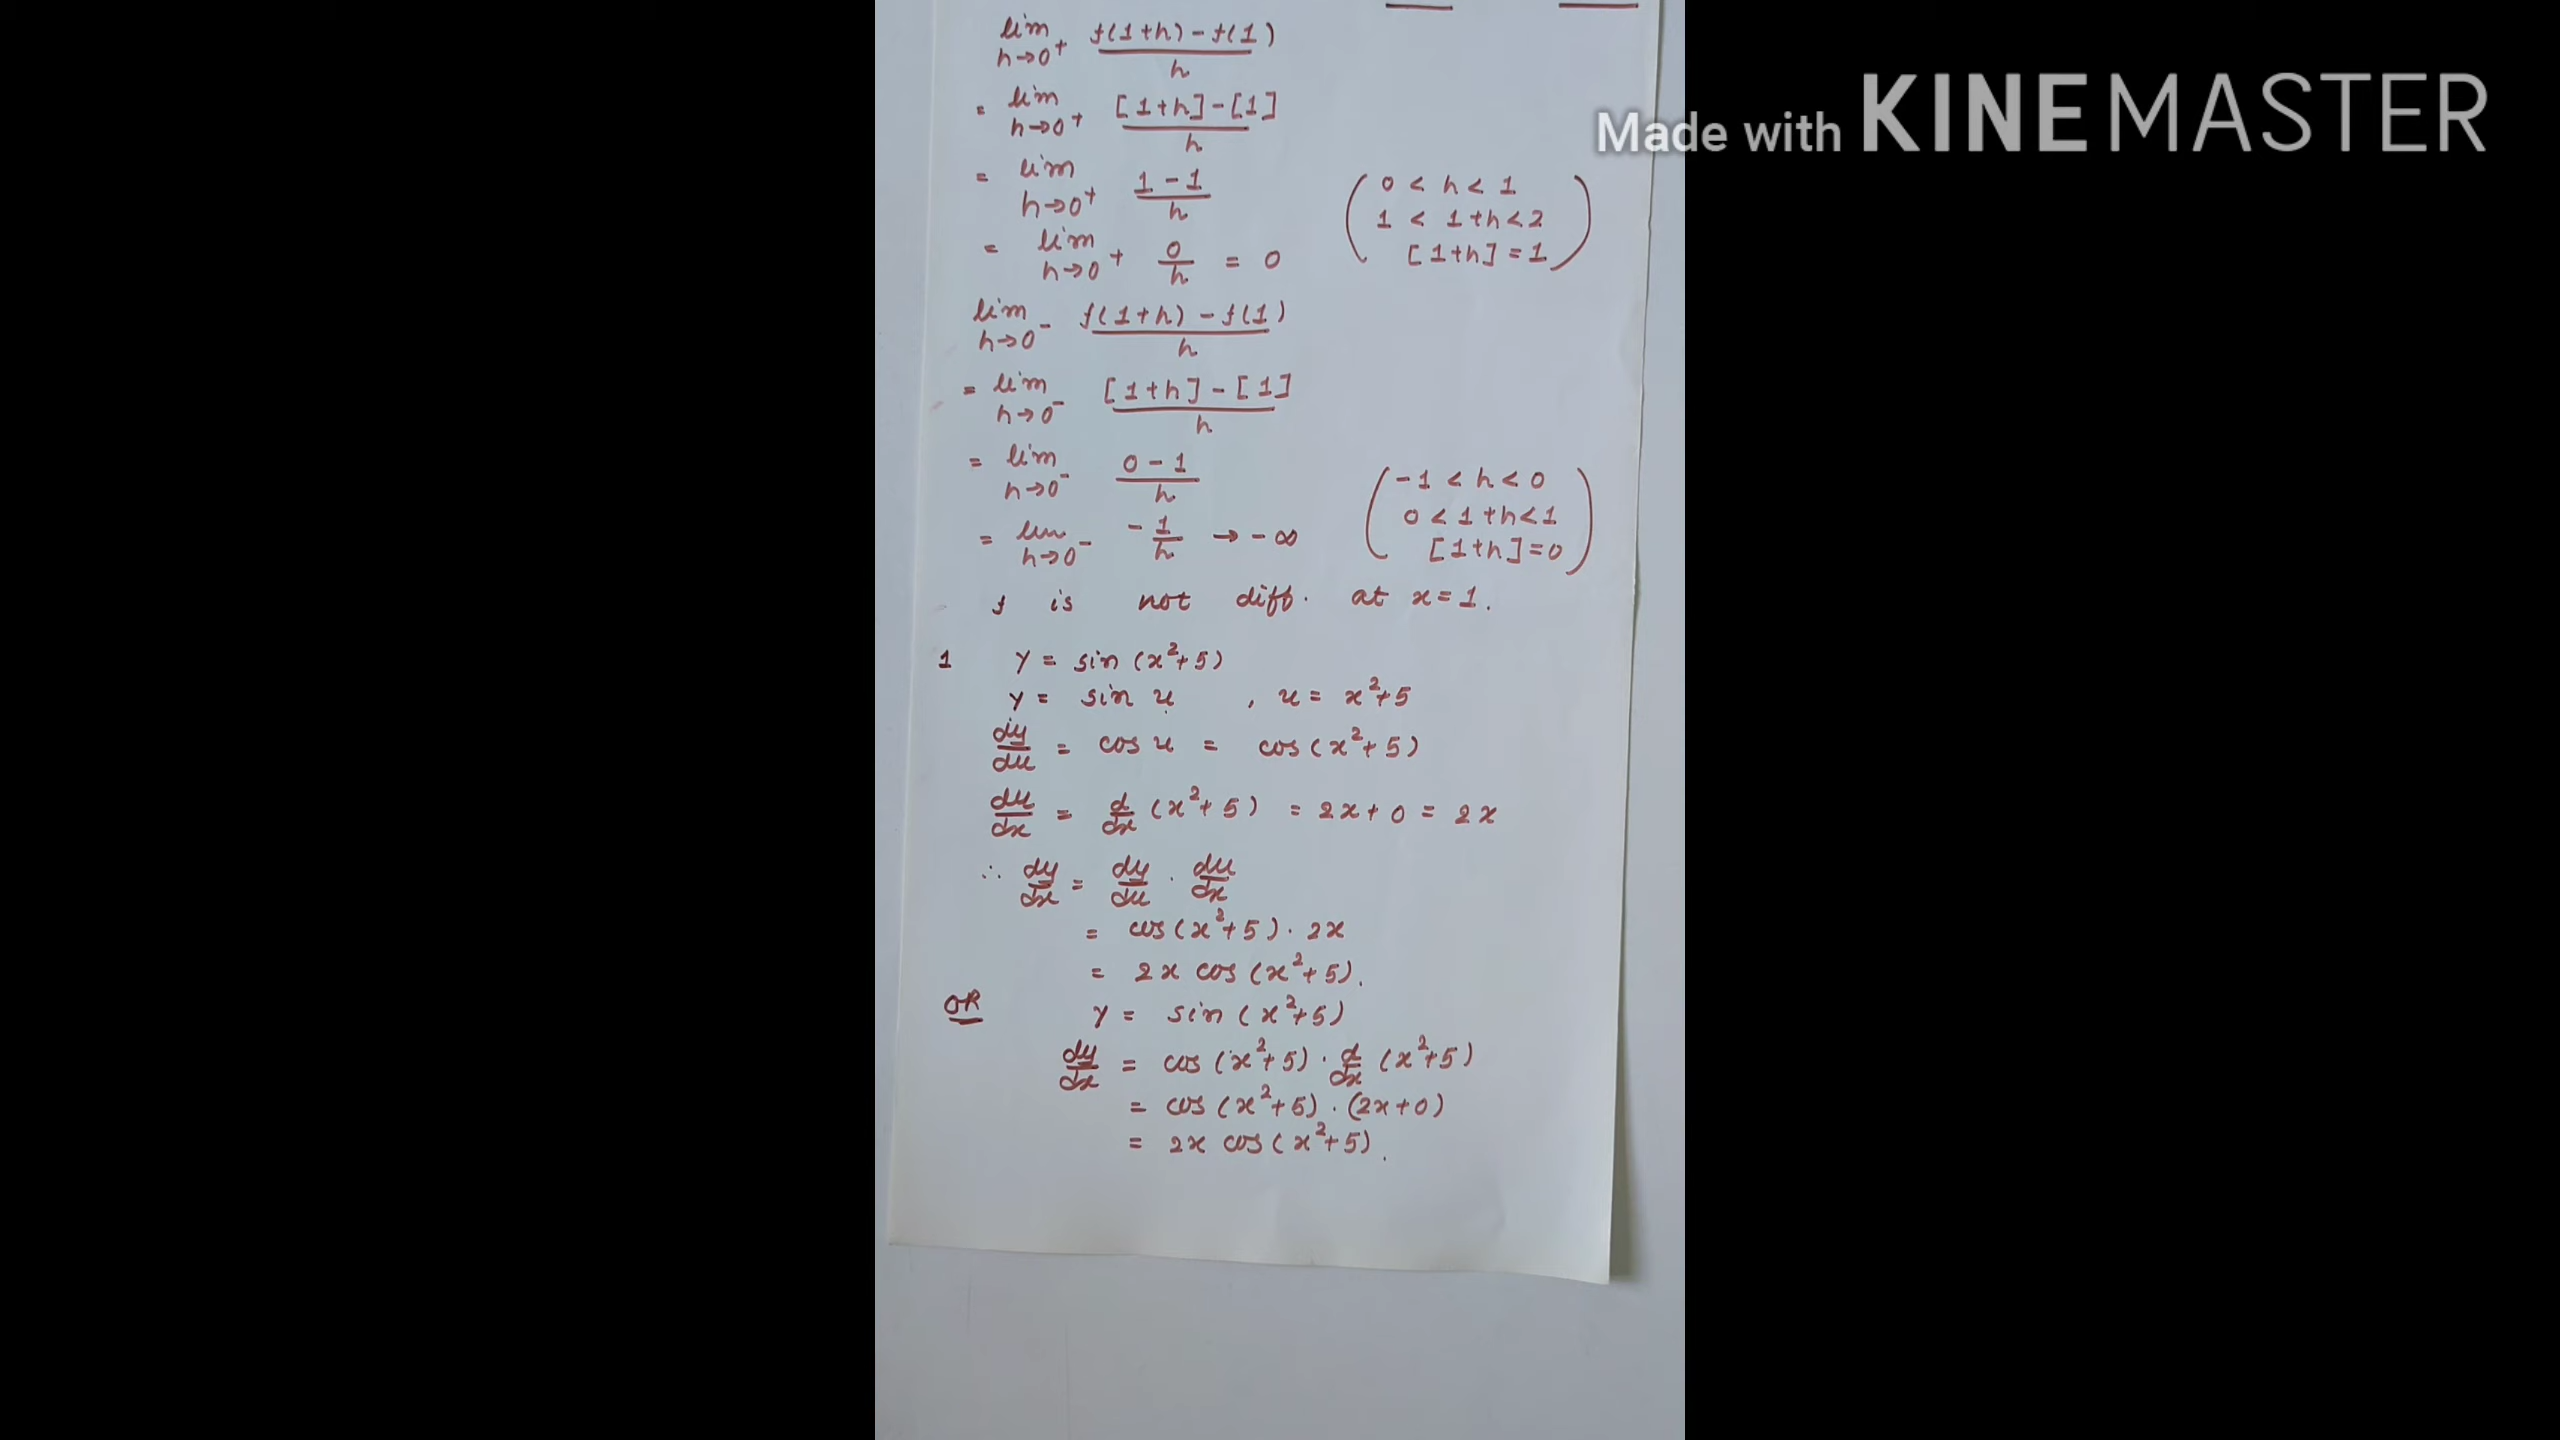 lim h→0+ f(1+h) - f(1) / h
= lim h→0+ [1+h] - [1] / h
= lim h→0+ 1 - 1 / h
( 0 < h < 1
1 < 1+h < 2
[1+h] = 1 )
= lim h→0+ 0/h = 0
lim h→0- f(1+h) - f(1) / h
= lim h→0- [1+h] - [1] / h
= lim h→0- 0 - 1 / h
( -1 < h < 0
0 < 1+h < 1
[1+h] = 0 )
= lim h→0- - 1/h → -∞
f is not diff. at x = 1.
1 y = sin (x²+5)
y = sin u , u = x²+5
dy/du = cos u = cos (x²+5)
du/dx = d/dx (x²+5) = 2x + 0 = 2x
∴ dy/dx = dy/du · du/dx
= cos (x²+5) · 2x
= 2x cos (x²+5).
OR y = sin (x²+5)
dy/dx = cos (x²+5) · d/dx (x²+5)
= cos (x²+5) · (2x+0)
= 2x cos (x²+5).
Made with KINEMASTER